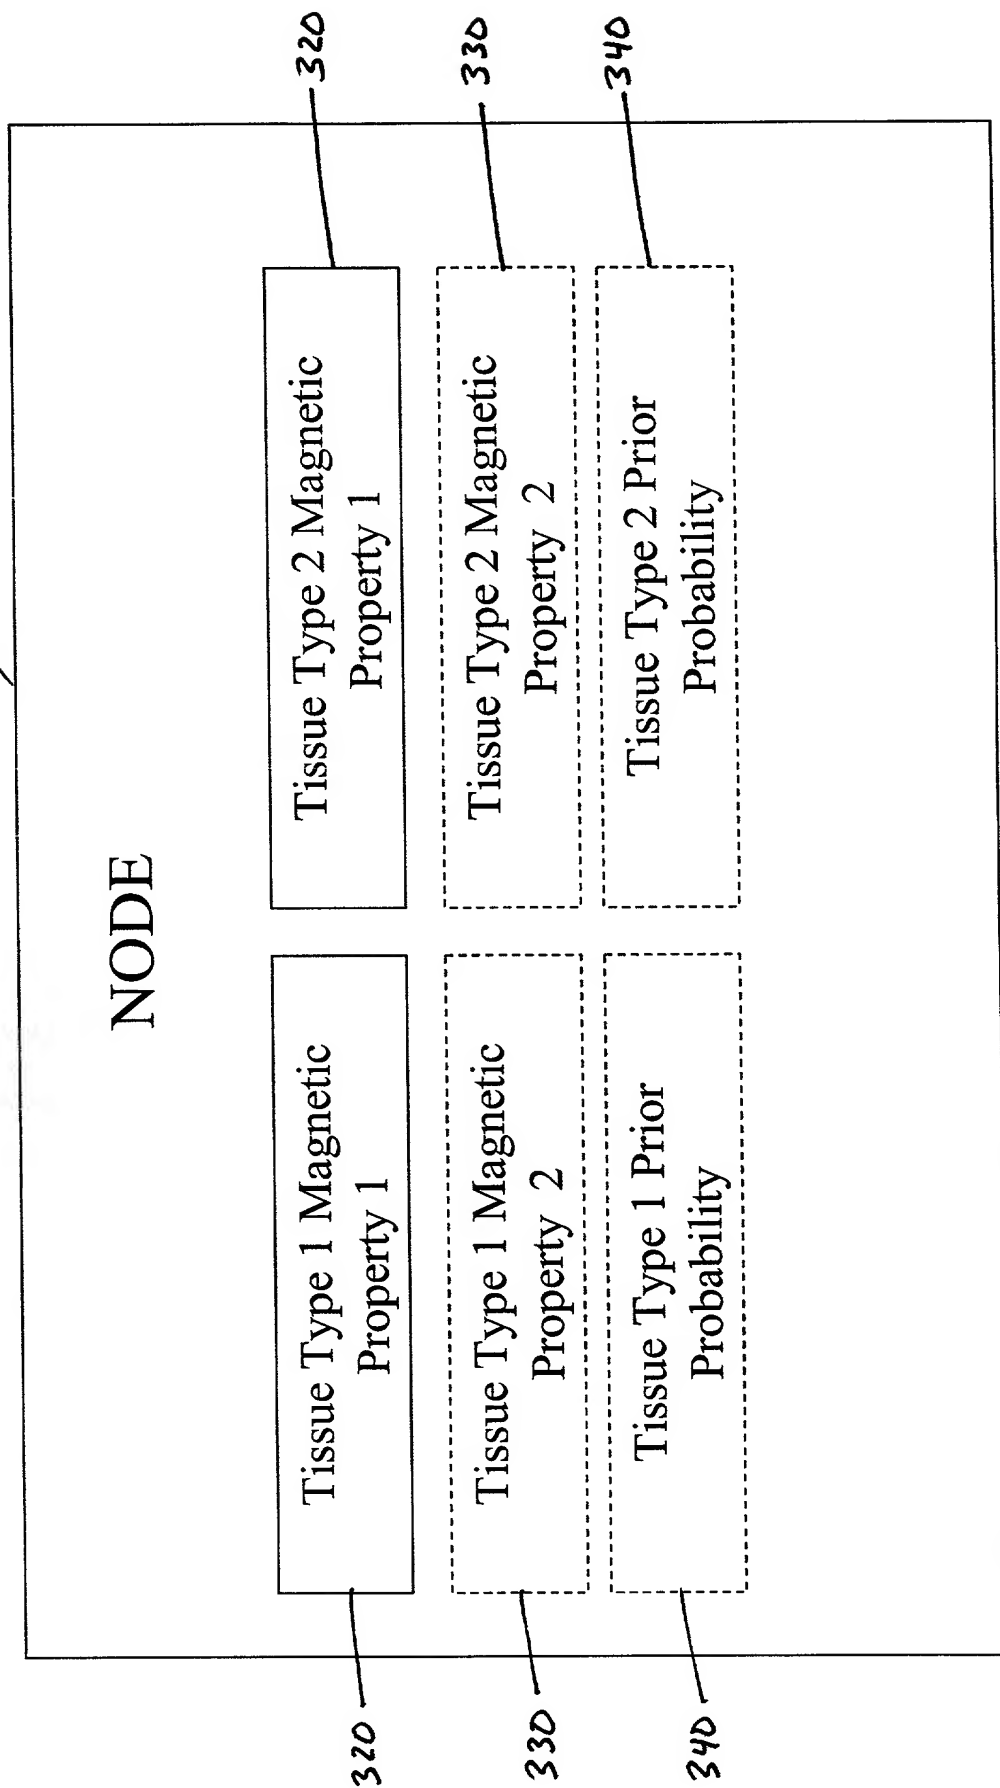 NODE
320
Tissue Type 1 Magnetic
Property 1
Tissue Type 2 Magnetic
Property 1
320
330
Tissue Type 1 Magnetic
Property 2
Tissue Type 2 Magnetic
Property 2
330
340
Tissue Type 1 Prior
Probability
Tissue Type 2 Prior
Probability
340